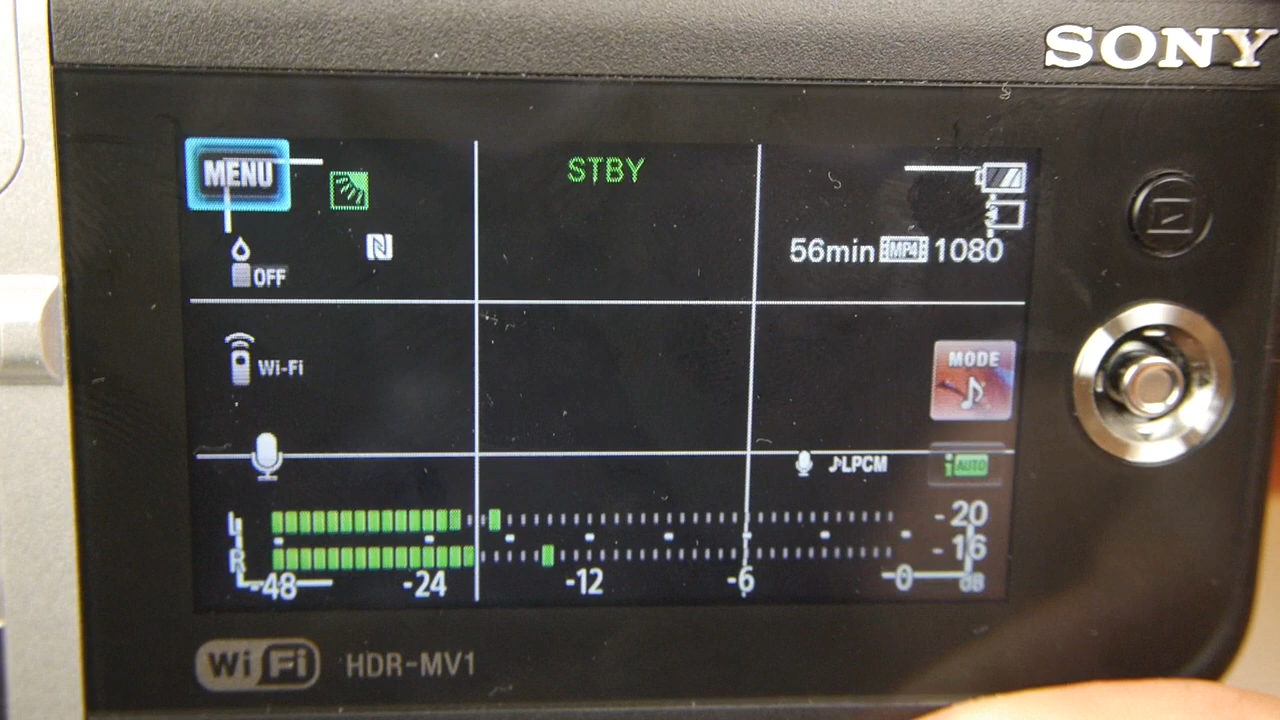 SONY
MENU
STBY
N
OFF
56min MP4 1080
Wi-Fi
MODE
LPCM
iAUTO
L
-20
R
-16
-48 -24 -12 -6 -0 dB
Wi Fi HDR-MV1